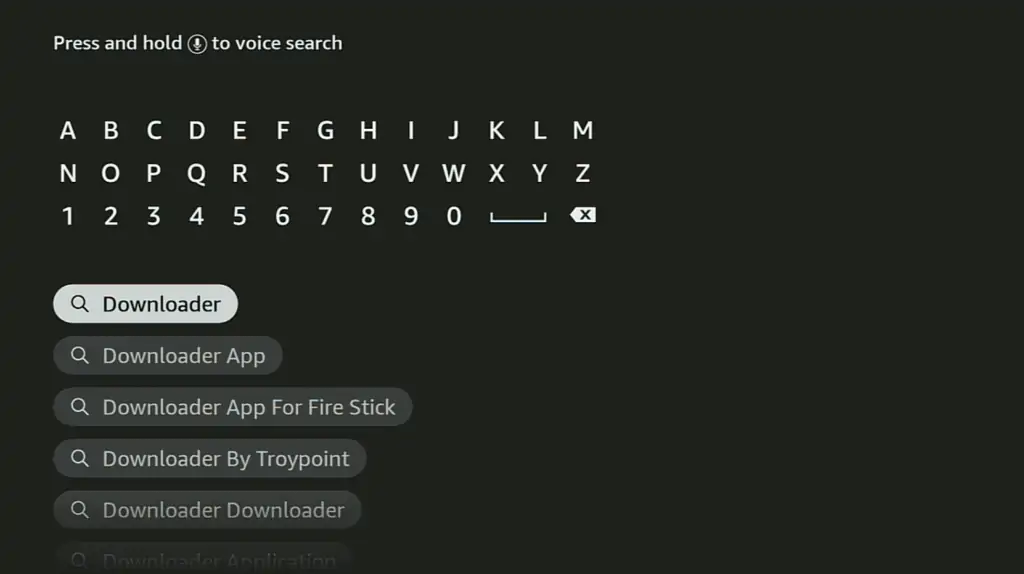 Press and hold to voice search
A B C D E F G H I J K L M
N O P Q R S T U V W X Y Z
1 2 3 4 5 6 7 8 9 0
Downloader
Downloader App
Downloader App For Fire Stick
Downloader By Troypoint
Downloader Downloader
Downloader Application